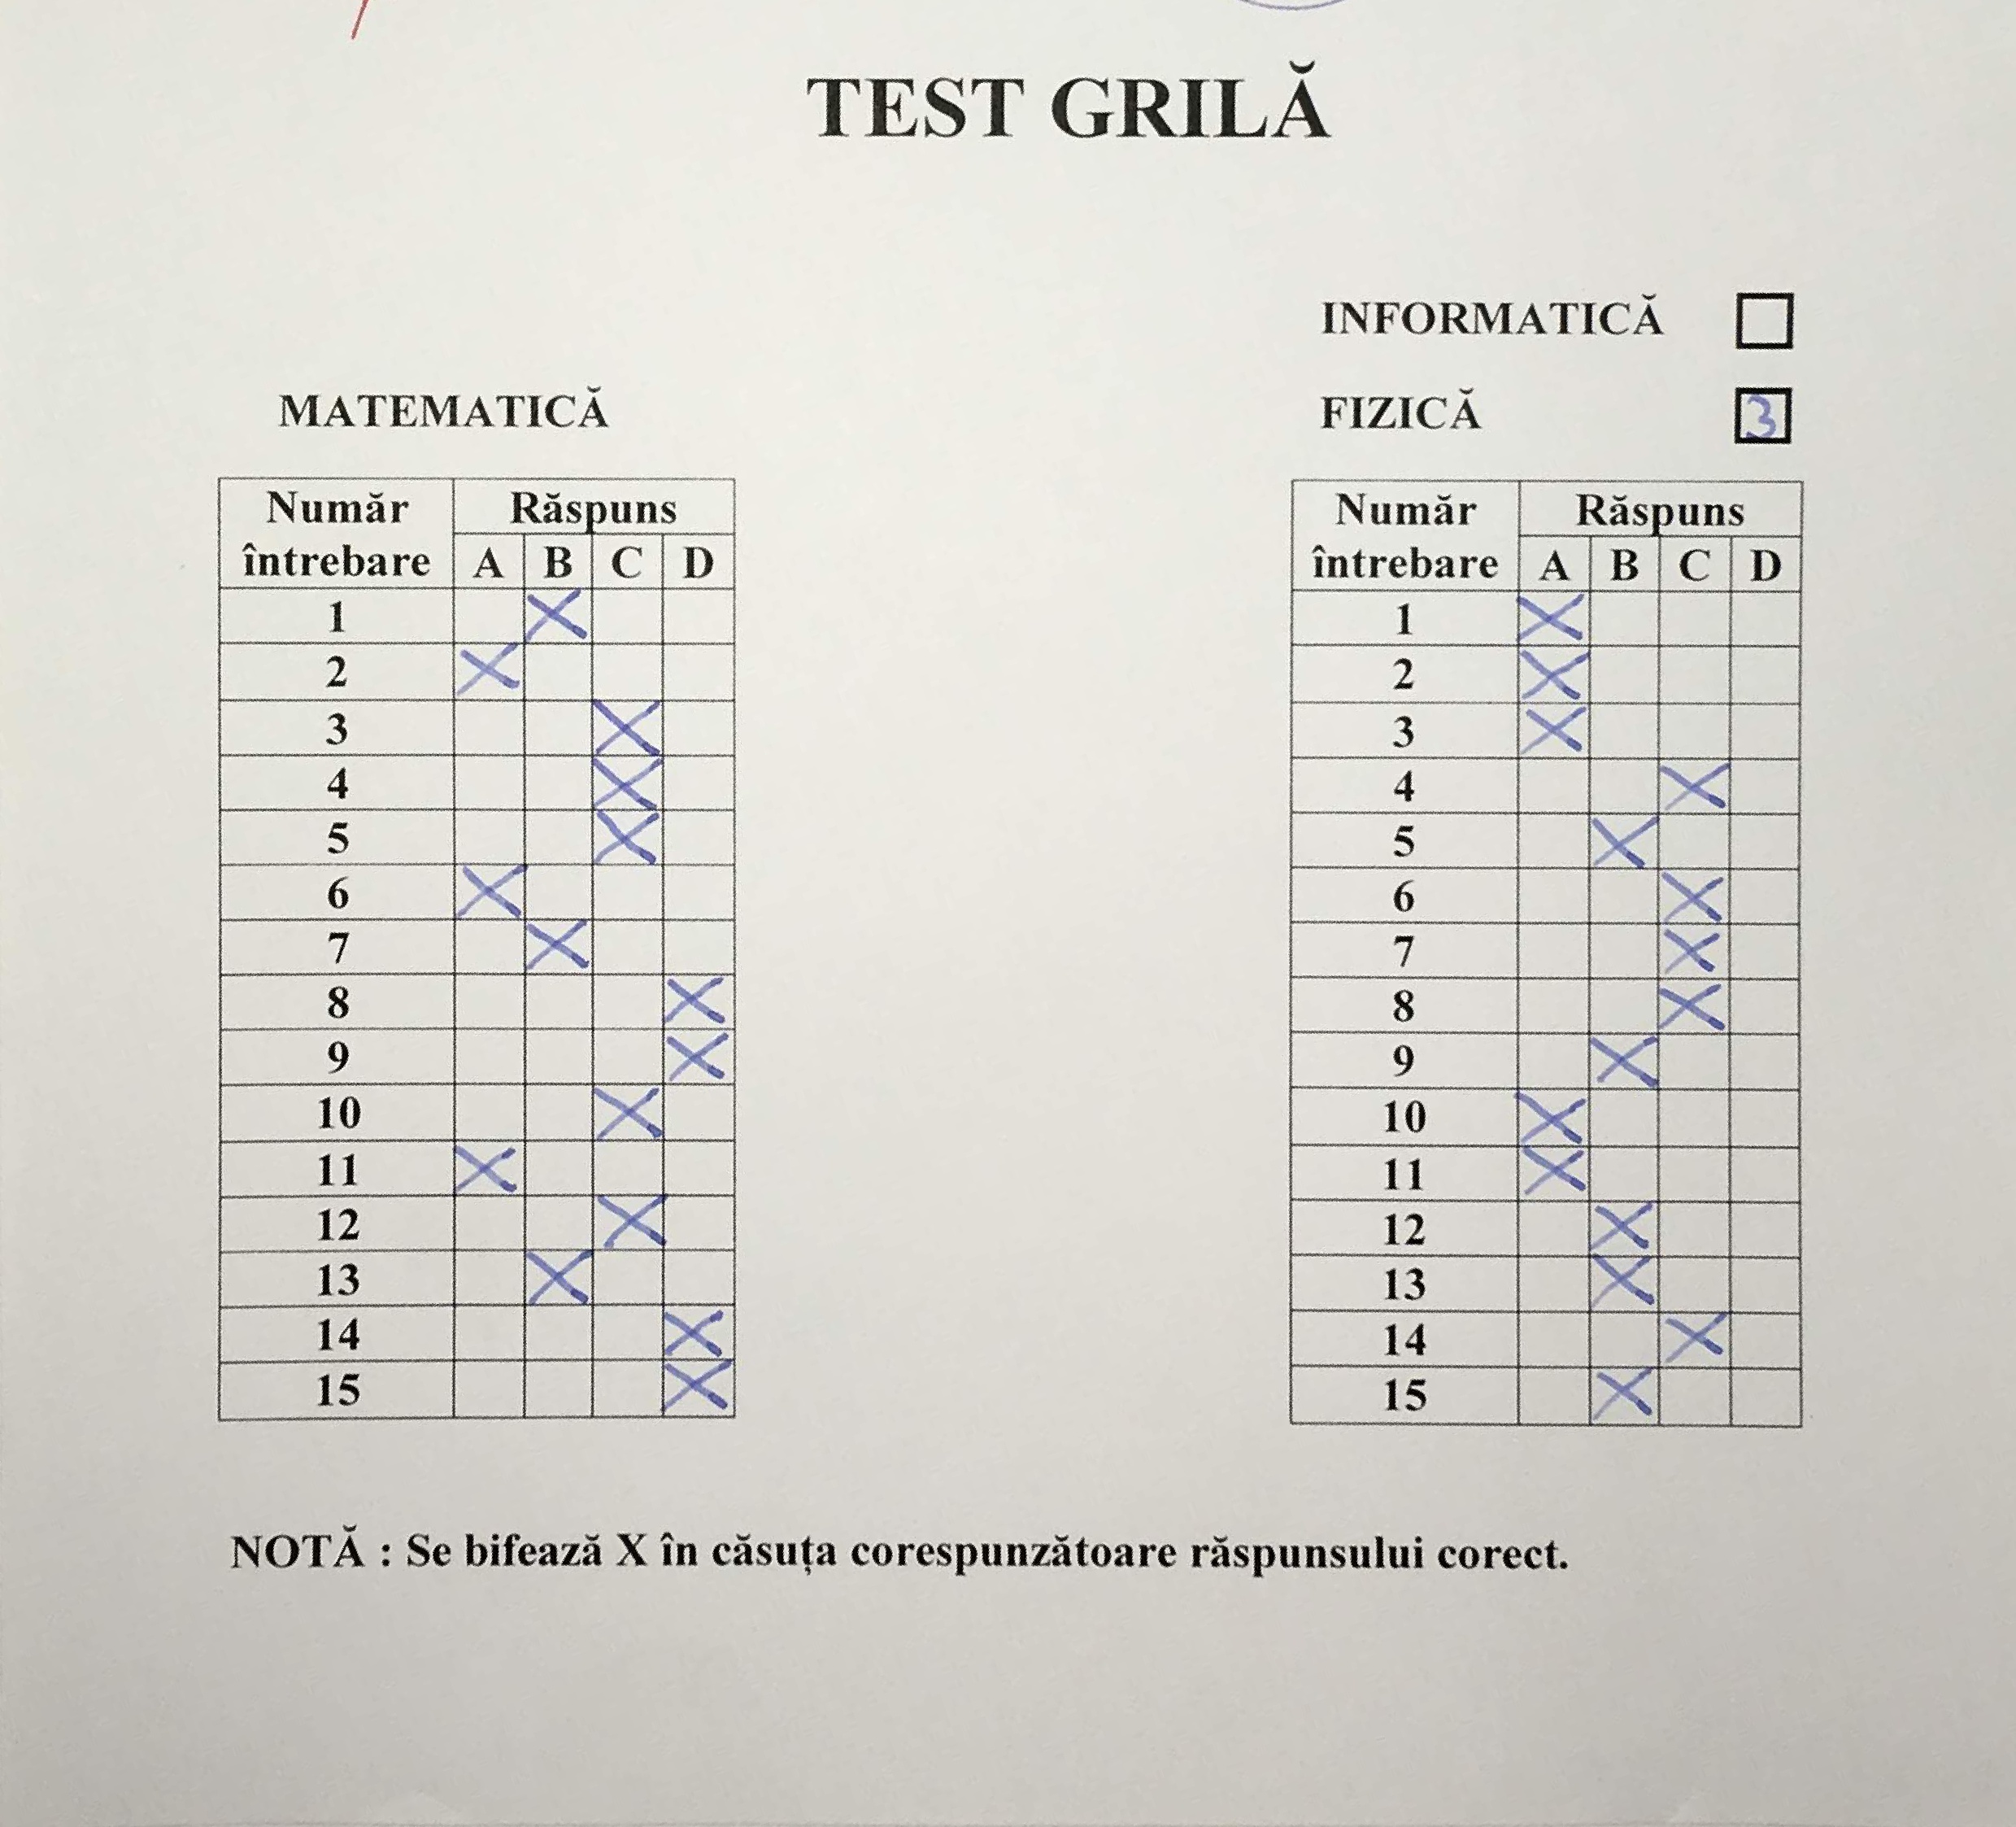 TEST GRILĂ
INFORMATICĂ
MATEMATICĂ
FIZICĂ 3
Număr întrebare Răspuns
A B C D
1 X
2 X
3 X
4 X
5 X
6 X
7 X
8 X
9 X
10 X
11 X
12 X
13 X
14 X
15 X
Număr întrebare Răspuns
A B C D
1 X
2 X
3 X
4 X
5 X
6 X
7 X
8 X
9 X
10 X
11 X
12 X
13 X
14 X
15 X
NOTĂ : Se bifează X în căsuța corespunzătoare răspunsului corect.